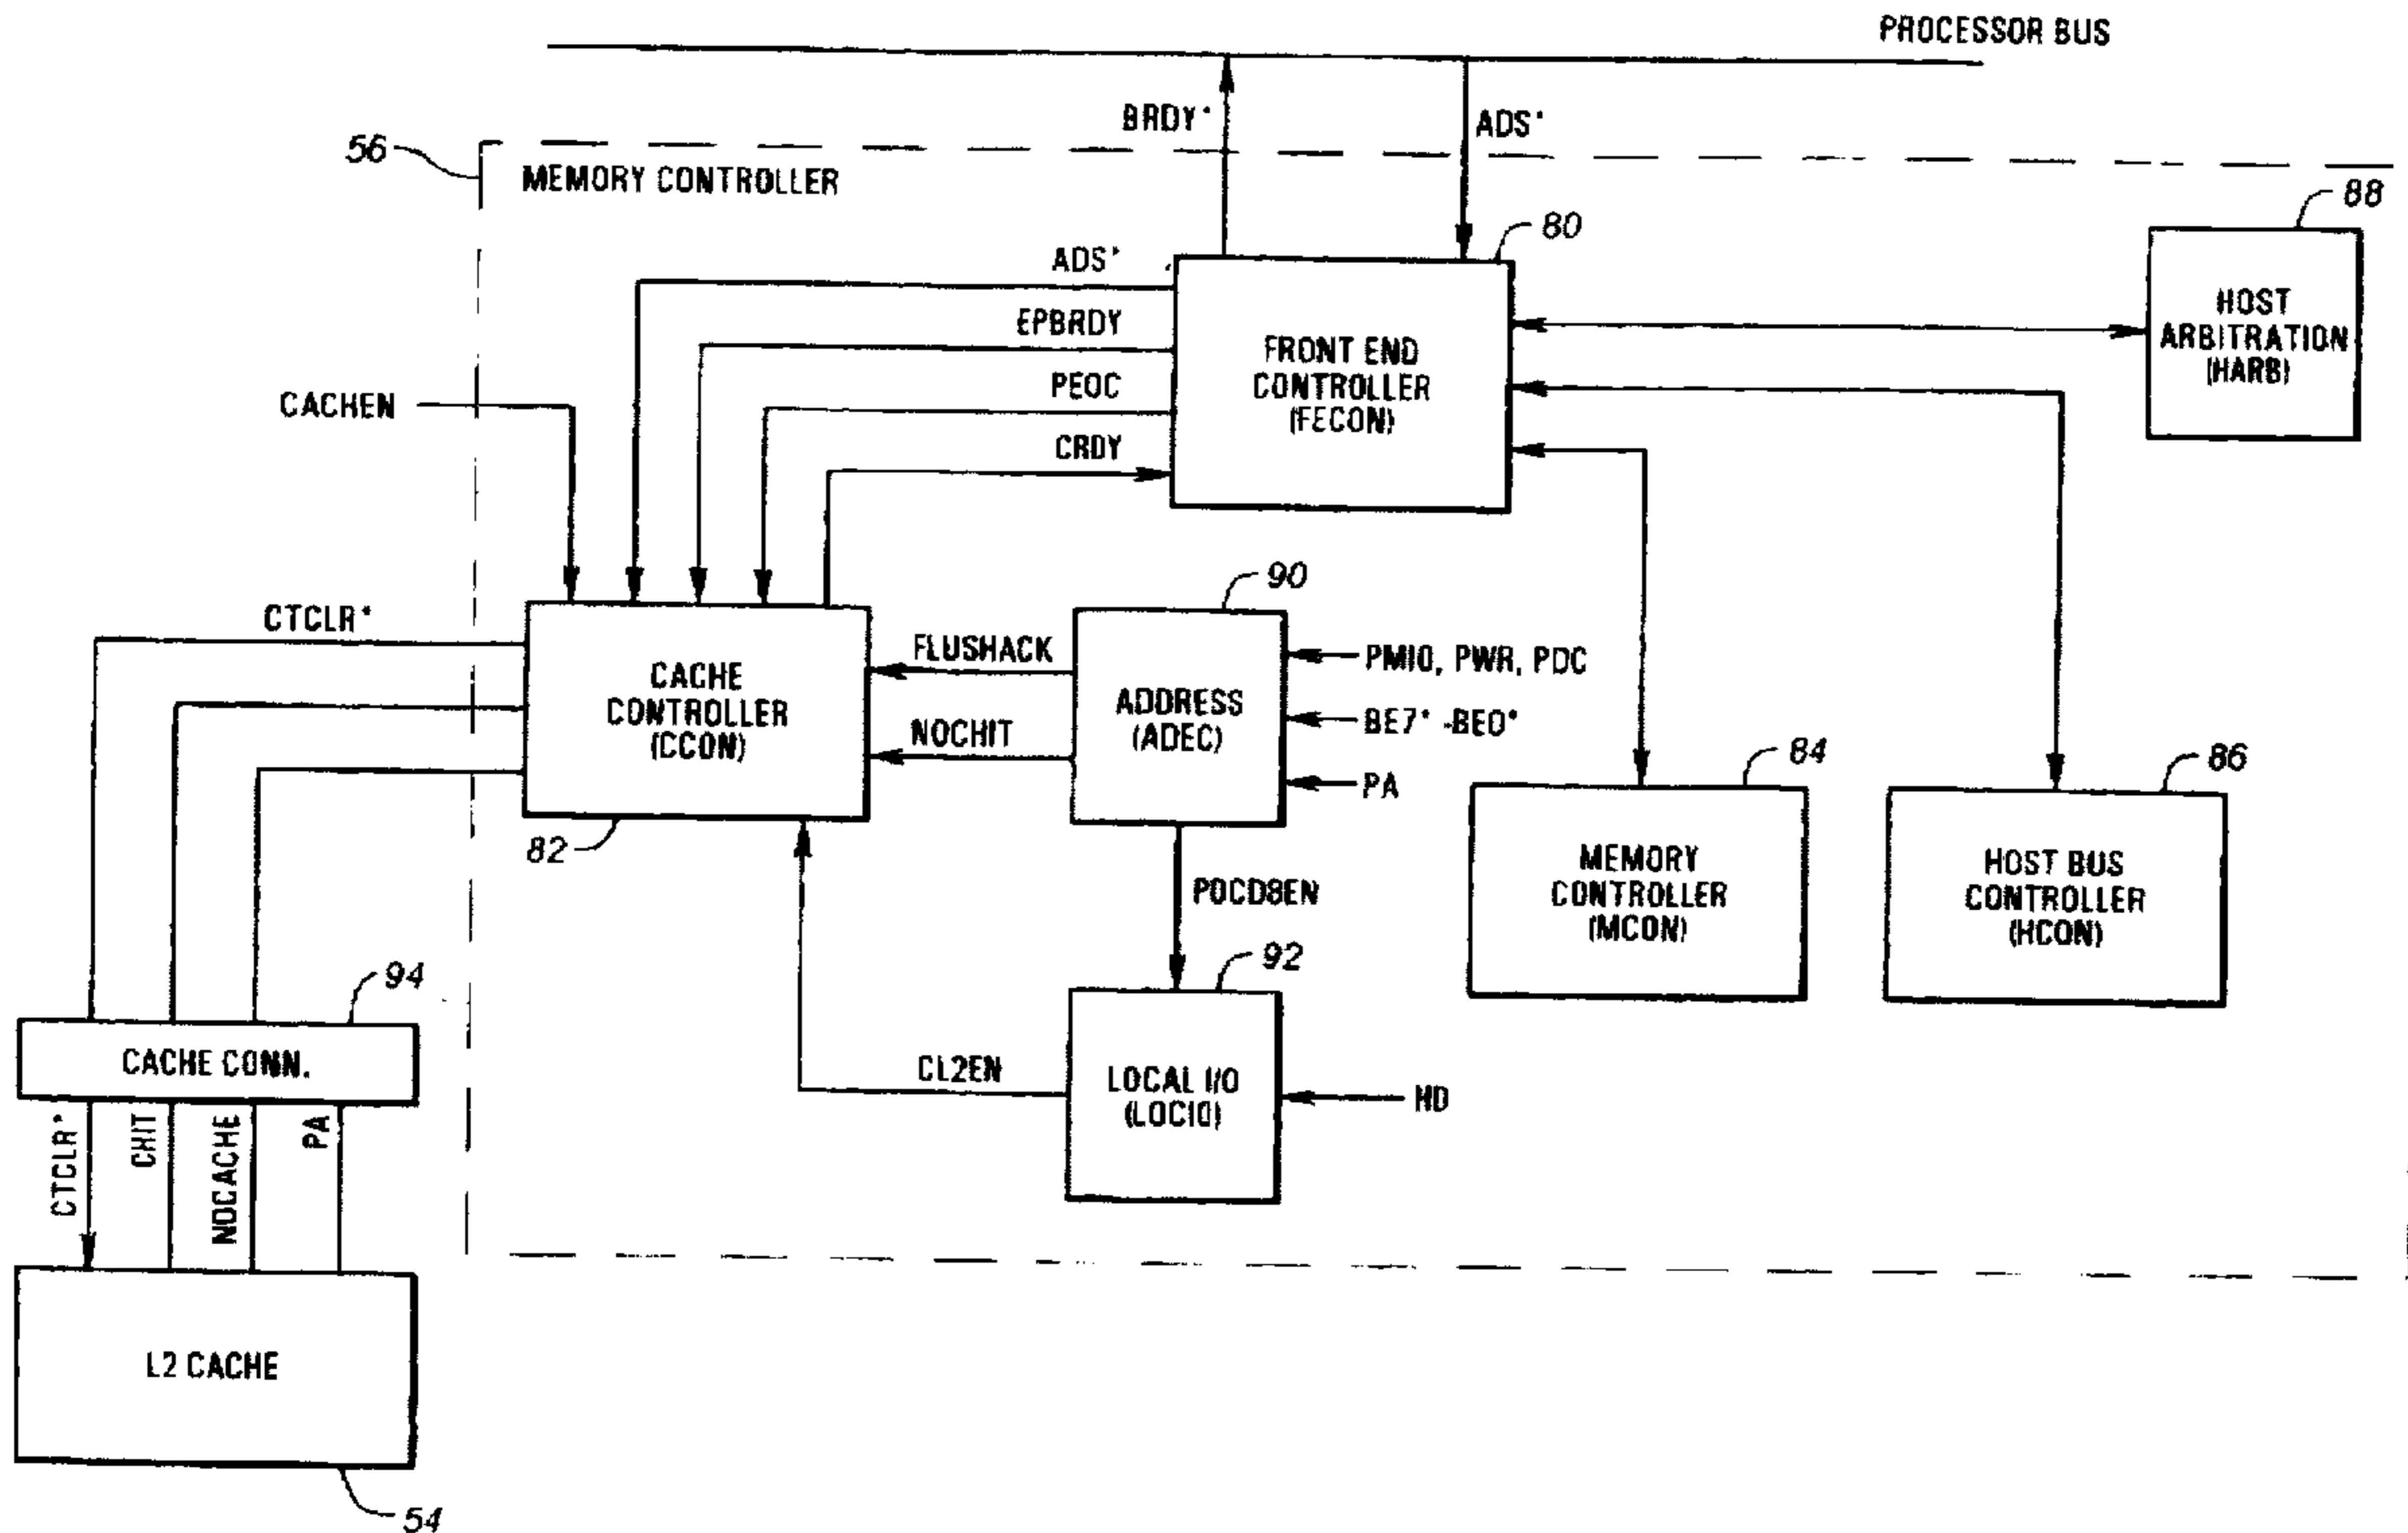 PROCESSOR BUS
BRDY*
ADS*
56
MEMORY CONTROLLER
88
80
ADS*
HOST
ARBITRATION
(HARB)
EPBRDY
FRONT END
CONTROLLER
(FECON)
PEOC
CACHEN
CRDY
90
CTCLR*
FLUSHACK
PMIO, PWR, PDC
CACHE
CONTROLLER
(CCON)
ADDRESS
(ADEC)
BE7* -BE0*
NOCHIT
84
86
PA
82
MEMORY
CONTROLLER
(MCON)
HOST BUS
CONTROLLER
(HCON)
POCD8EN
92
94
CACHE CONN.
CL2EN
LOCAL I/O
(LOCIO)
HD
CTCLR*
CHIT
NOCACHE
PA
L2 CACHE
54